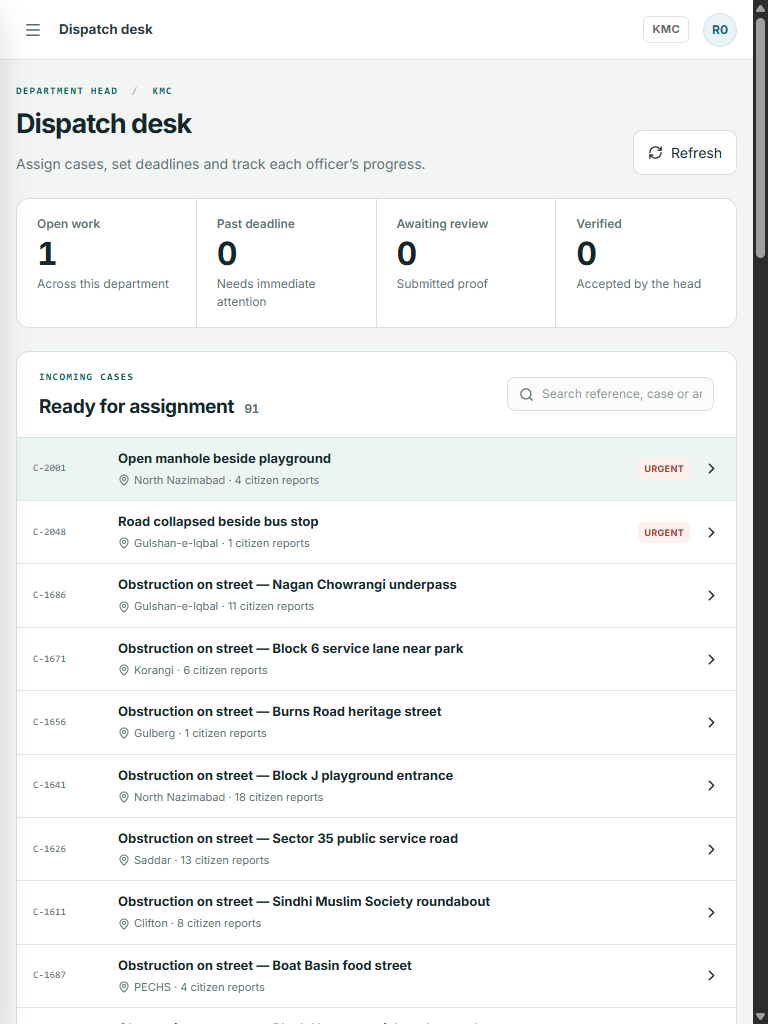 Dispatch desk
KMC
RO
DEPARTMENT HEAD / KMC
Dispatch desk
Assign cases, set deadlines and track each officer’s progress.
Refresh
Open work
1
Across this department
Past deadline
0
Needs immediate
attention
Awaiting review
0
Submitted proof
Verified
0
Accepted by the head
INCOMING CASES
Ready for assignment 91
Search reference, case or ar
C-2001
Open manhole beside playground
North Nazimabad · 4 citizen reports
URGENT
C-2048
Road collapsed beside bus stop
Gulshan-e-Iqbal · 1 citizen reports
URGENT
C-1686
Obstruction on street — Nagan Chowrangi underpass
Gulshan-e-Iqbal · 11 citizen reports
C-1671
Obstruction on street — Block 6 service lane near park
Korangi · 6 citizen reports
C-1656
Obstruction on street — Burns Road heritage street
Gulberg · 1 citizen reports
C-1641
Obstruction on street — Block J playground entrance
North Nazimabad · 18 citizen reports
C-1626
Obstruction on street — Sector 35 public service road
Saddar · 13 citizen reports
C-1611
Obstruction on street — Sindhi Muslim Society roundabout
Clifton · 8 citizen reports
C-1687
Obstruction on street — Boat Basin food street
PECHS · 4 citizen reports